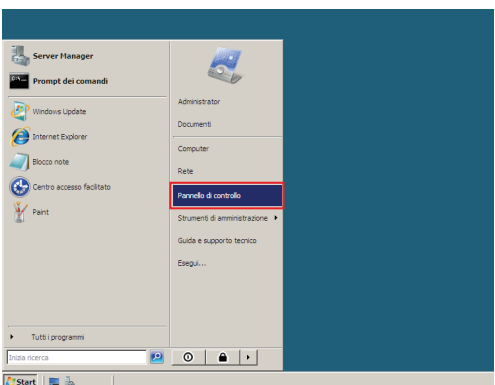 Server Manager
Prompt dei comandi
Windows Update
Internet Explorer
Blocco note
Centro accesso facilitato
Paint
Tutti i programmi
Inizia ricerca
Administrator
Documenti
Computer
Rete
Pannello di controllo
Strumenti di amministrazione
Guida e supporto tecnico
Esegui...
Start